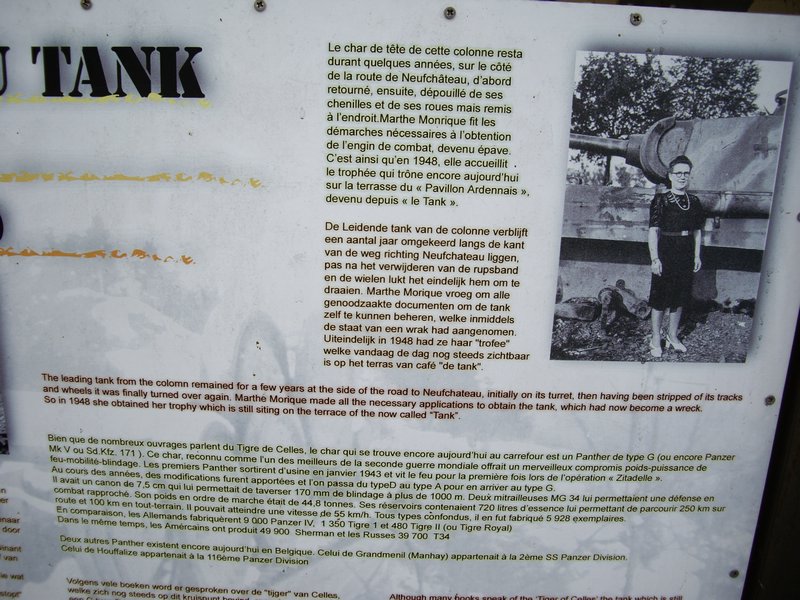 U TANK
Le char de tête de cette colonne resta
durant quelques années, sur le côté
de la route de Neufchâteau, d'abord
retourné, ensuite, dépouillé de ses
chenilles et de ses roues mais remis
à l'endroit.Marthe Monrique fit les
démarches nécessaires à l'obtention
de l'engin de combat, devenu épave.
C'est ainsi qu'en 1948, elle accueillit
le trophée qui trône encore aujourd'hui
sur la terrasse du « Pavillon Ardennais »,
devenu depuis « le Tank ».
De Leidende tank van de colonne verblijft
een aantal jaar omgekeerd langs de kant
van de weg richting Neufchateau liggen,
pas na het verwijderen van de rupsband
en de wielen lukt het eindelijk hem om te
draaien. Marthe Morique vroeg om alle
genoodzaakte documenten om de tank
zelf te kunnen beheren, welke inmiddels
de staat van een wrak had aangenomen.
Uiteindelijk in 1948 had ze haar "trofee"
welke vandaag de dag nog steeds zichtbaar
is op het terras van café "de tank".
The leading tank from the colomn remained for a few years at the side of the road to Neufchateau, initially on its turret, then having been stripped of its tracks
and wheels it was finally turned over again. Marthe Morique made all the necessary applications to obtain the tank, which had now become a wreck.
So in 1948 she obtained her trophy which is still siting on the terrace of the now called "Tank".
Bien que de nombreux ouvrages parlent du Tigre de Celles, le char qui se trouve encore aujourd'hui au carrefour est un Panther de type G (ou encore Panzer
Mk V ou Sd.Kfz. 171 ). Ce char, reconnu comme l'un des meilleurs de la seconde guerre mondiale offrait un merveilleux compromis poids-puissance de
feu-mobilité-blindage. Les premiers Panther sortirent d'usine en janvier 1943 et vit le feu pour la première fois lors de l'opération « Zitadelle ».
Au cours des années, des modifications furent apportées et l'on passa du typeD au type A pour en arriver au type G.
Il avait un canon de 7,5 cm qui lui permettait de taverser 170 mm de blindage à plus de 1000 m. Deux mitrailleuses MG 34 lui permettaient une défense en
combat rapproché. Son poids en ordre de marche était de 44,8 tonnes. Ses réservoirs contenaient 720 litres d'essence lui permettant de parcourir 250 km sur
route et 100 km en tout-terrain. Il pouvait atteindre une vitesse de 55 km/h. Tous types confondus, il en fut fabriqué 5 928 exemplaires.
En comparaison, les Allemands fabriquèrent 9 000 Panzer IV, 1 350 Tigre 1 et 480 Tigre II (ou Tigre Royal)
Dans le même temps, les Amércains ont produit 49 900 Sherman et les Russes 39 700 T34
Deux autres Panther existent encore aujourd'hui en Belgique. Celui de Grandmenil (Manhay) appartenait à la 2ème SS Panzer Division.
Celui de Houffalize appartenait à la 116ème Panzer Division
Volgens vele boeken word er gesproken over de "tijger" van Celles,
welke zich nog steeds op dit kruispunt
Although many books speak of the 'Tiger of Celles' the tank which is still